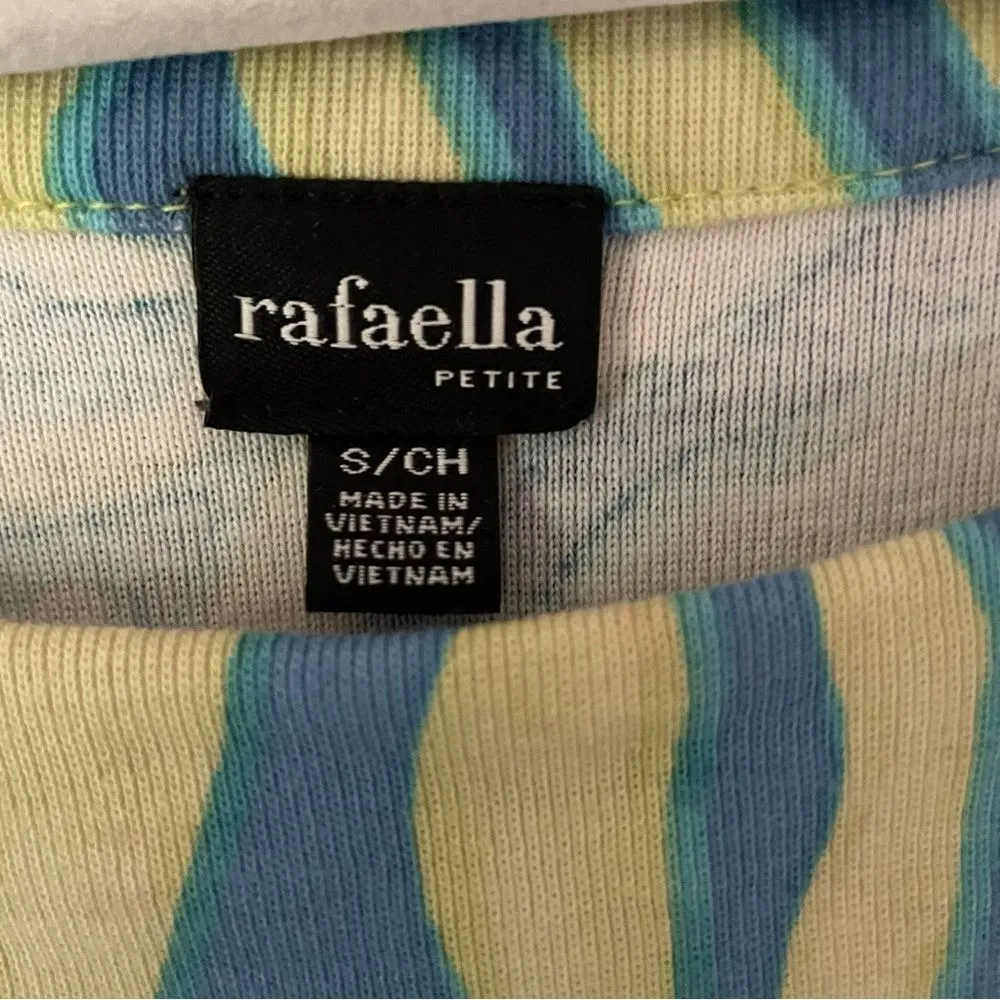 rafaella
PETITE
S/CH
MADE IN
VIETNAM/
HECHO EN
VIETNAM